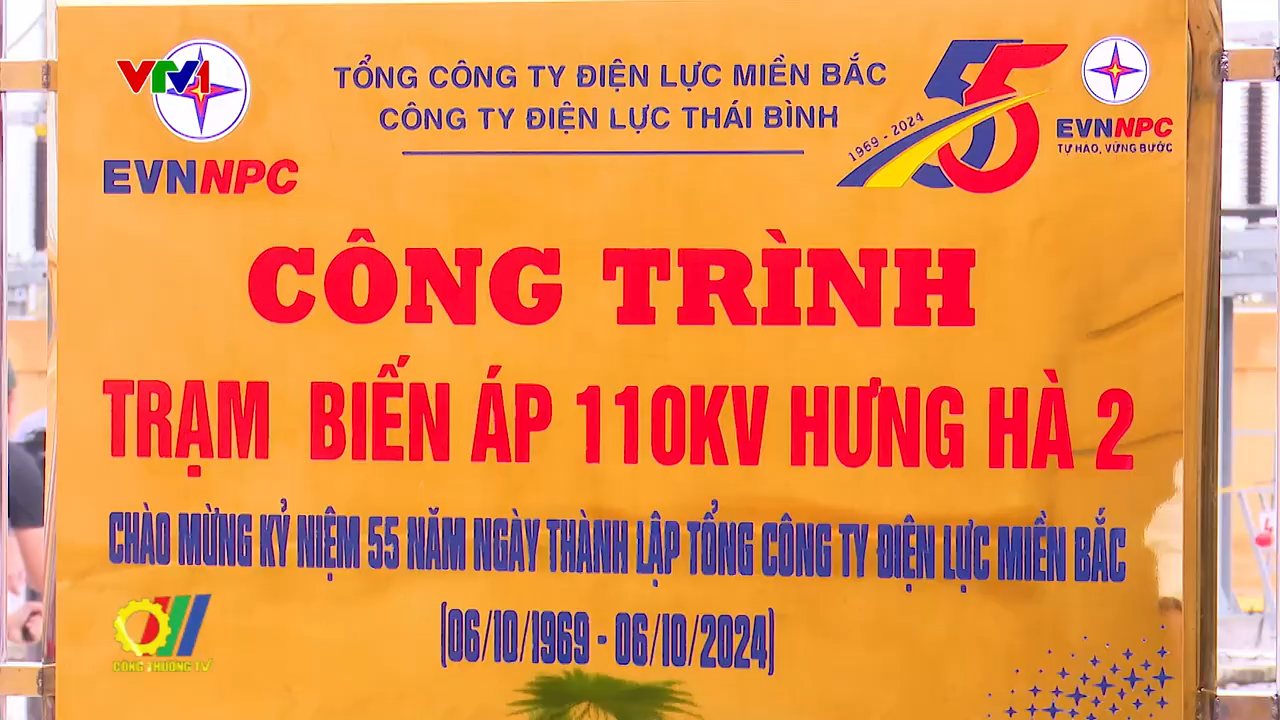 VTV1
EVNNPC
TỔNG CÔNG TY ĐIỆN LỰC MIỀN BẮC
CÔNG TY ĐIỆN LỰC THÁI BÌNH
1969 - 2024
55
EVNNPC
TỰ HÀO, VỮNG BƯỚC
CÔNG TRÌNH
TRẠM BIẾN ÁP 110KV HƯNG HÀ 2
CHÀO MỪNG KỶ NIỆM 55 NĂM NGÀY THÀNH LẬP TỔNG CÔNG TY ĐIỆN LỰC MIỀN BẮC
(06/10/1969 - 06/10/2024)
CÔNG THƯƠNG TV